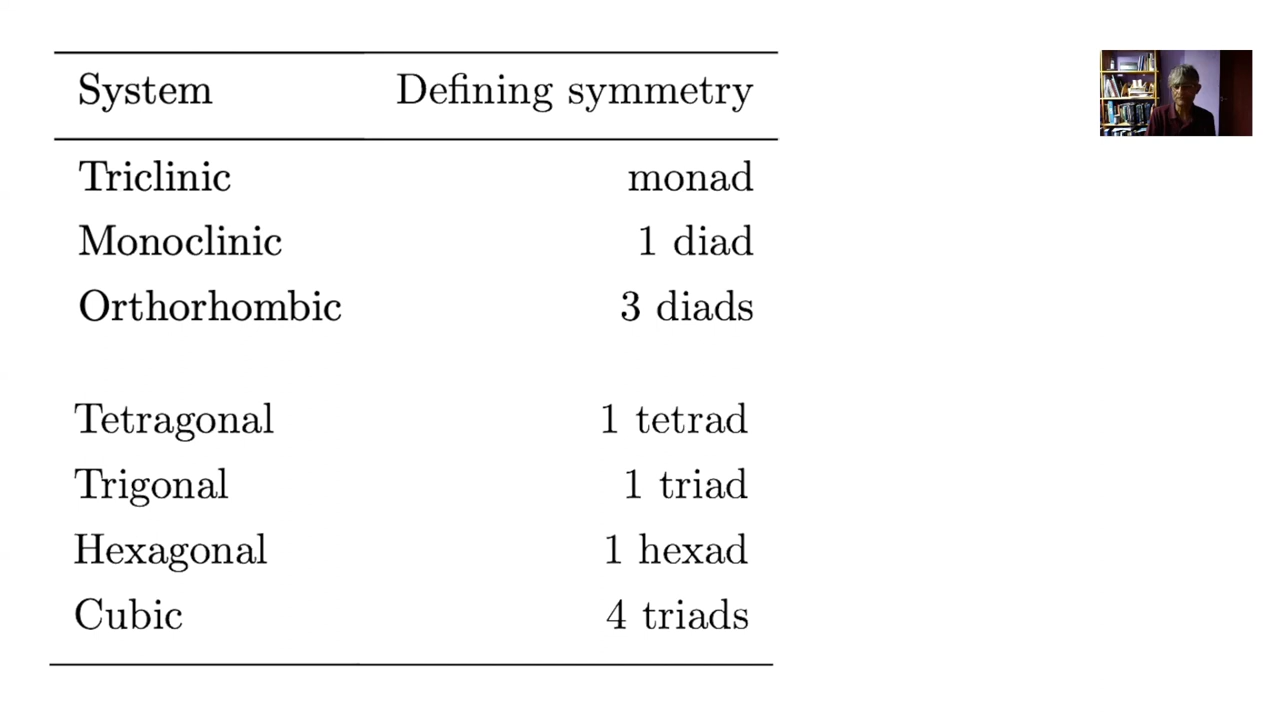 System Defining symmetry
Triclinic monad
Monoclinic 1 diad
Orthorhombic 3 diads
Tetragonal 1 tetrad
Trigonal 1 triad
Hexagonal 1 hexad
Cubic 4 triads